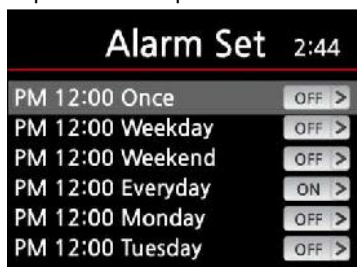 Alarm Set 2:44
PM 12:00 Once OFF >
PM 12:00 Weekday OFF >
PM 12:00 Weekend OFF >
PM 12:00 Everyday ON >
PM 12:00 Monday OFF >
PM 12:00 Tuesday OFF >